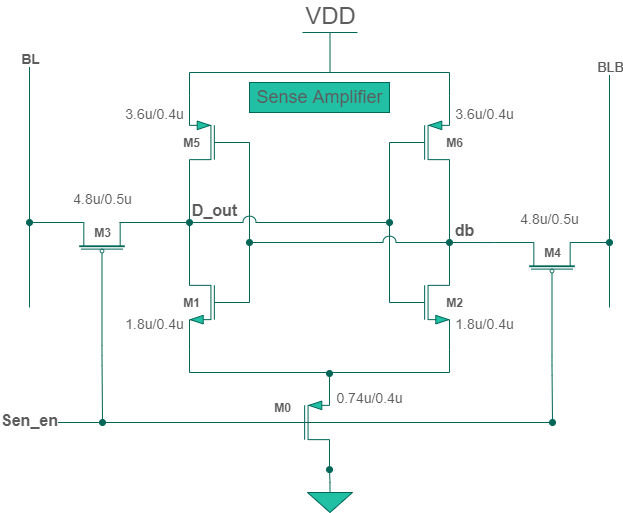 VDD
BL
BLB
Sense Amplifier
3.6u/0.4u
3.6u/0.4u
M5
M6
4.8u/0.5u
D_out
4.8u/0.5u
M3
db
M4
M1
M2
1.8u/0.4u
1.8u/0.4u
0.74u/0.4u
M0
Sen_en